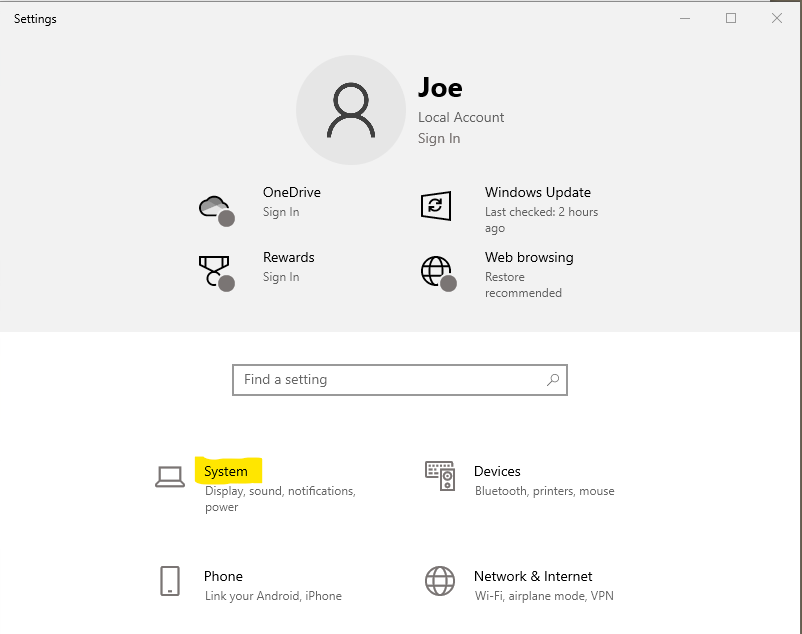 Settings
Joe
Local Account
Sign In
OneDrive
Sign In
Windows Update
Last checked: 2 hours
ago
Rewards
Sign In
Web browsing
Restore
recommended
Find a setting
System
Display, sound, notifications,
power
Devices
Bluetooth, printers, mouse
Phone
Link your Android, iPhone
Network & Internet
Wi-Fi, airplane mode, VPN